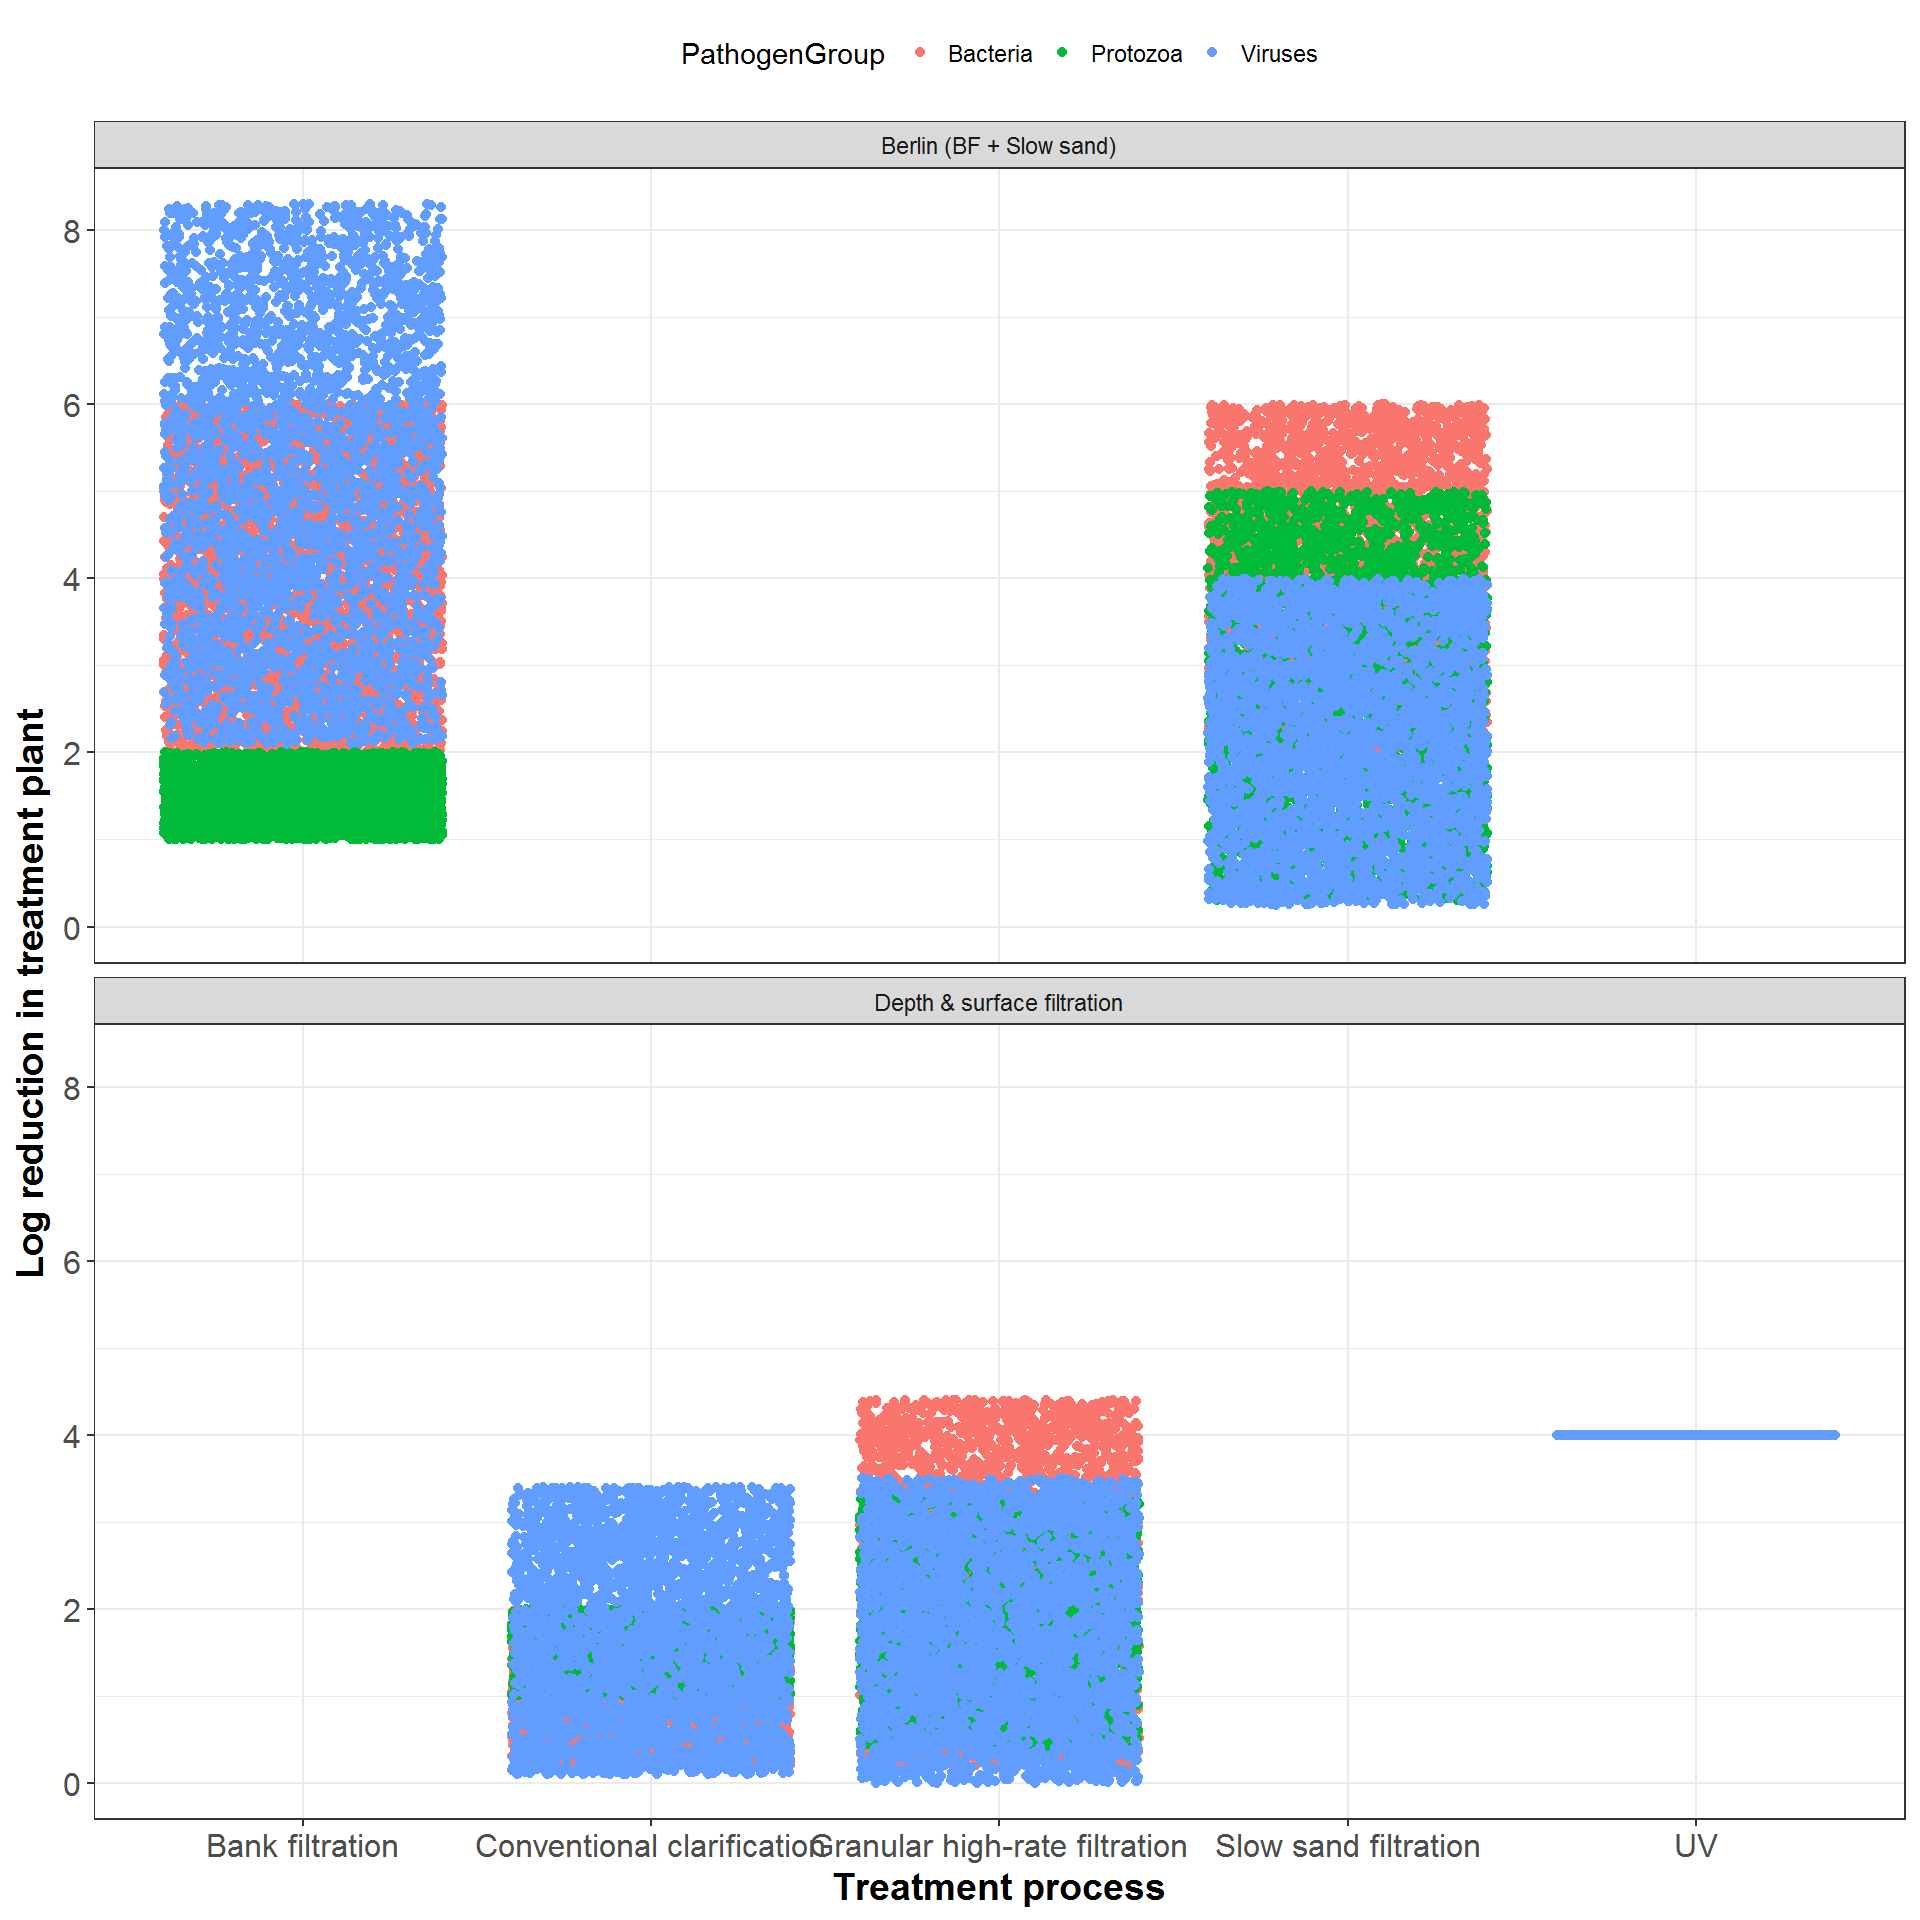 PathogenGroup Bacteria Protozoa Viruses
Berlin (BF + Slow sand)
8
6
4
2
0
Depth & surface filtration
8
6
4
2
0
Log reduction in treatment plant
Bank filtration Conventional clarification Granular high-rate filtration Slow sand filtration UV
Treatment process